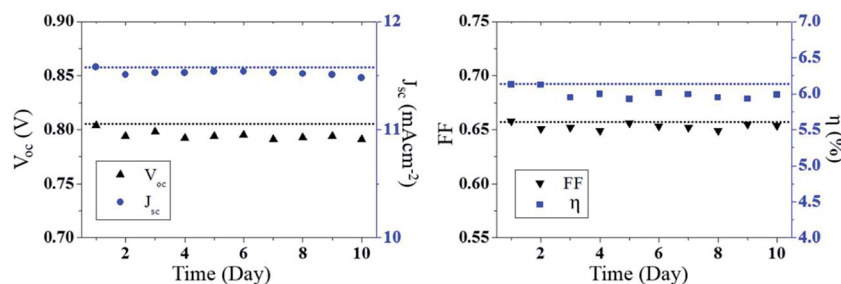 0.90
0.85
0.80
0.75
0.70
V_oc (V)
12
11
10
J_sc (mAcm⁻²)
V_oc
J_sc
2 4 6 8 10
Time (Day)
0.75
0.70
0.65
0.60
0.55
FF
7.0
6.5
6.0
5.5
5.0
4.5
4.0
η (%)
FF
η
0 2 4 6 8 10
Time (Day)